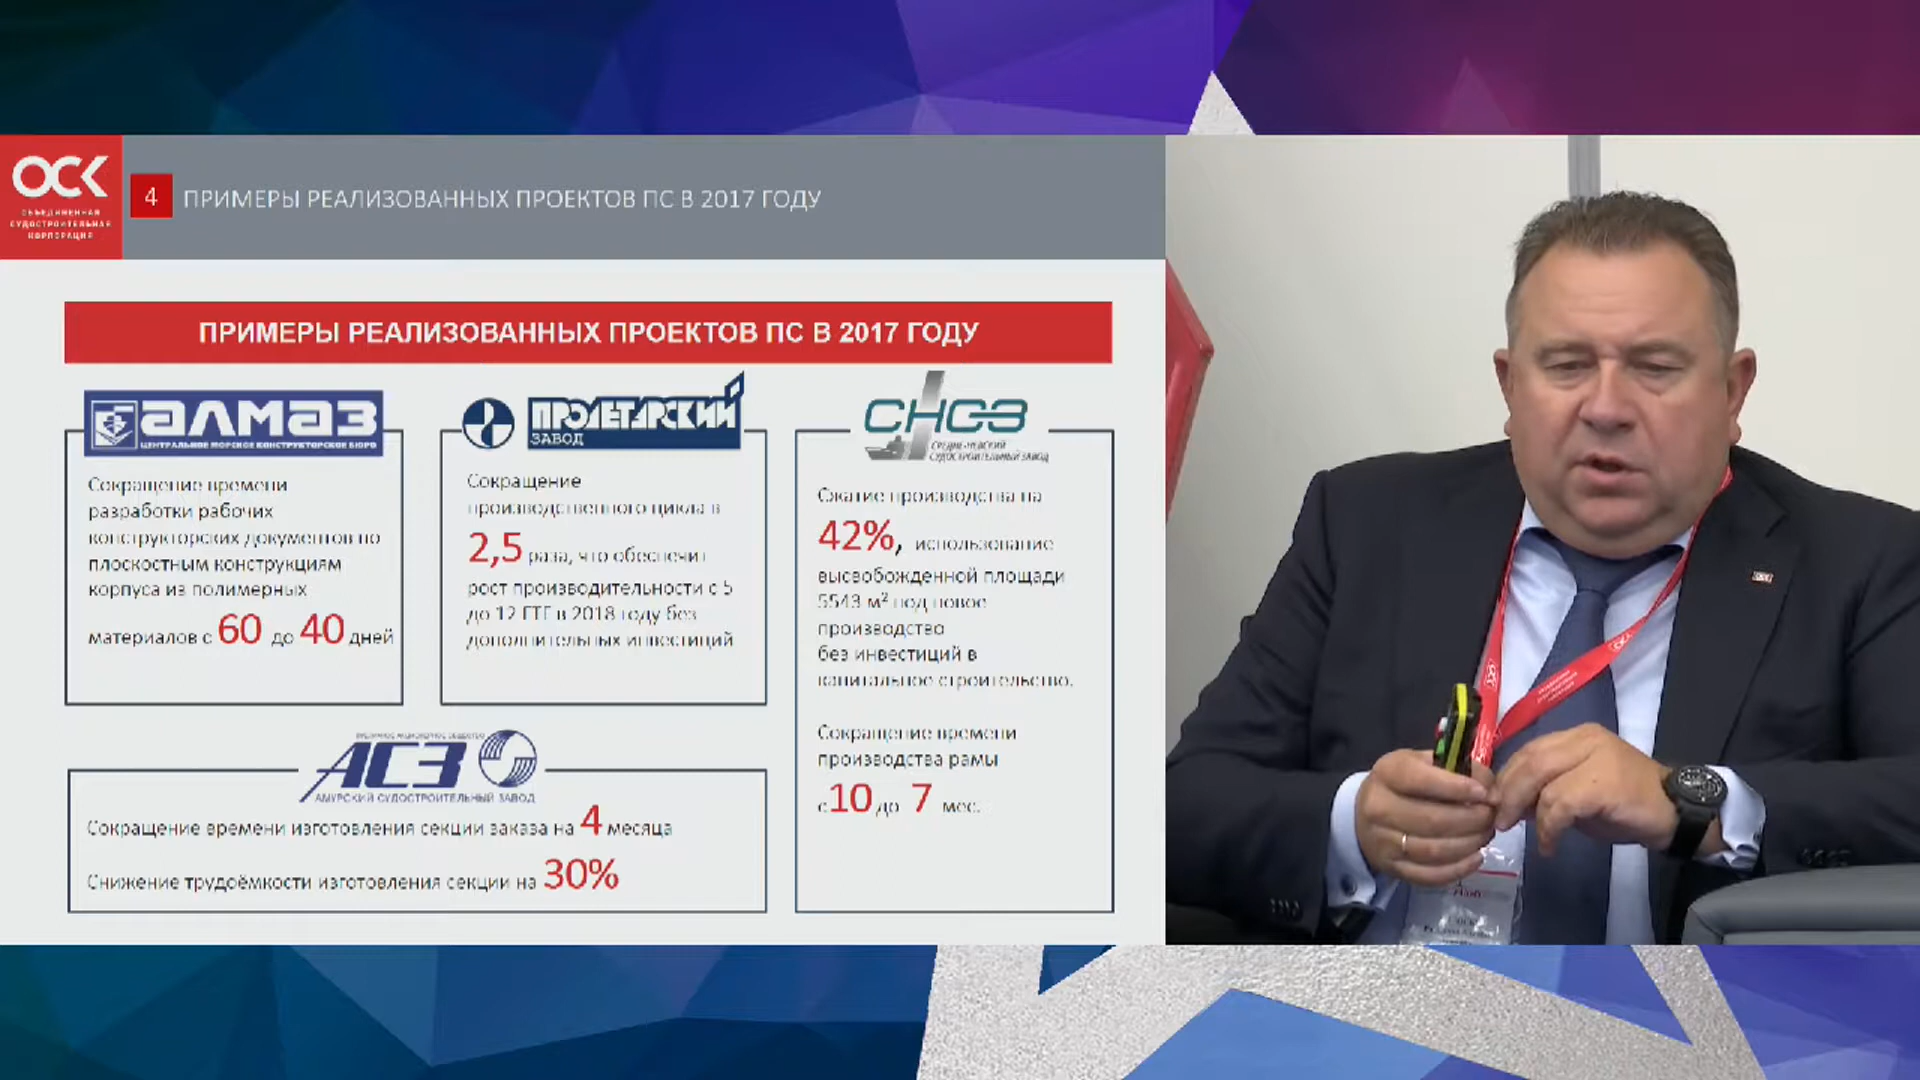 ОСК
ОБЪЕДИНЕННАЯ
СУДОСТРОИТЕЛЬНАЯ
КОРПОРАЦИЯ
4
ПРИМЕРЫ РЕАЛИЗОВАННЫХ ПРОЕКТОВ ПС В 2017 ГОДУ
ПРИМЕРЫ РЕАЛИЗОВАННЫХ ПРОЕКТОВ ПС В 2017 ГОДУ
АЛМАЗ
ЦЕНТРАЛЬНОЕ МОРСКОЕ КОНСТРУКТОРСКОЕ БЮРО
Сокращение времени
разработки рабочих
конструкторских документов по
плоскостным конструкциям
корпуса из полимерных
материалов с 60 до 40 дней
ПРОЛЕТАРСКИЙ
ЗАВОД
Сокращение
производственного цикла в
2,5 раза, что обеспечит
рост производительности с 5
до 12 ГТГ в 2018 году без
дополнительных инвестиций
СНСЗ
СРЕДНЕ-НЕВСКИЙ
СУДОСТРОИТЕЛЬНЫЙ ЗАВОД
Сжатие производства на
42%, использование
высвобожденной площади
5543 м² под новое
производство
без инвестиций в
капитальное строительство.
Сокращение времени
производства рамы
с 10 до 7 мес.
АСЗ
АМУРСКИЙ СУДОСТРОИТЕЛЬНЫЙ ЗАВОД
Сокращение времени изготовления секции заказа на 4 месяца
Снижение трудоёмкости изготовления секции на 30%